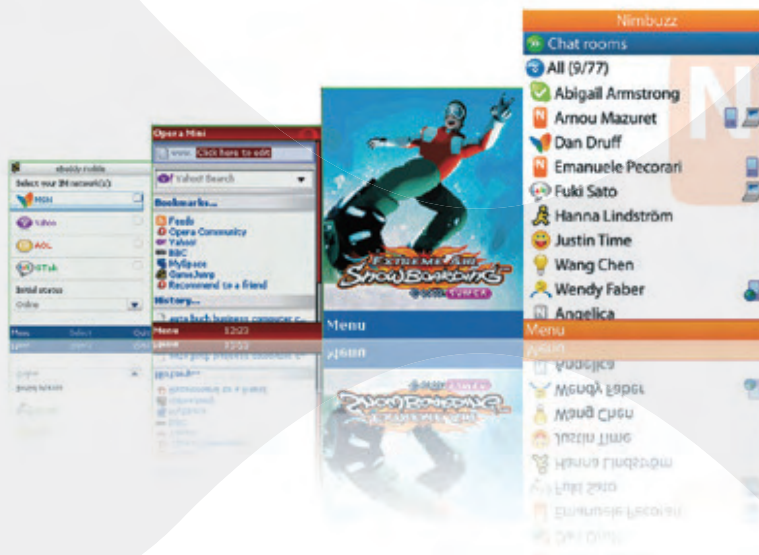 eBuddy Mobile
Select your IM network(s)
MSN
Yahoo
AOL
GTalk
Initial status
Online
Menu Select Quit
Opera Mini
www. Click here to edit
Yahoo! Search
Bookmarks...
Feeds
Opera Community
Yahoo!
BBC
MySpace
GameJump
Recommend to a friend
History...
Menu 12:23
EXTREME AIR
SNOWBOARDING
Menu
Nimbuzz
Chat rooms
All (9/77)
Abigail Armstrong
Arnou Mazuret
Dan Druff
Emanuele Pecorari
Fuki Sato
Hanna Lindström
Justin Time
Wang Chen
Wendy Faber
Angelica
Menu